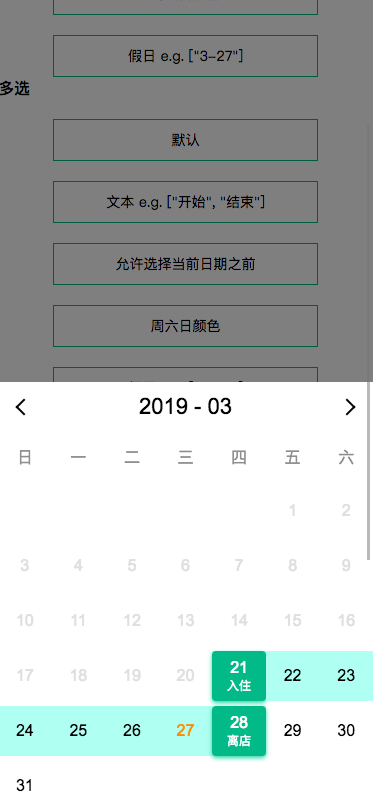 假日 e.g. ["3-27"]
多选
默认
文本 e.g. ["开始", "结束"]
允许选择当前日期之前
周六日颜色
2019 - 03
日 一 二 三 四 五 六
1 2
3 4 5 6 7 8 9
10 11 12 13 14 15 16
17 18 19 20 21 22 23
入住
24 25 26 27 28 29 30
离店
31